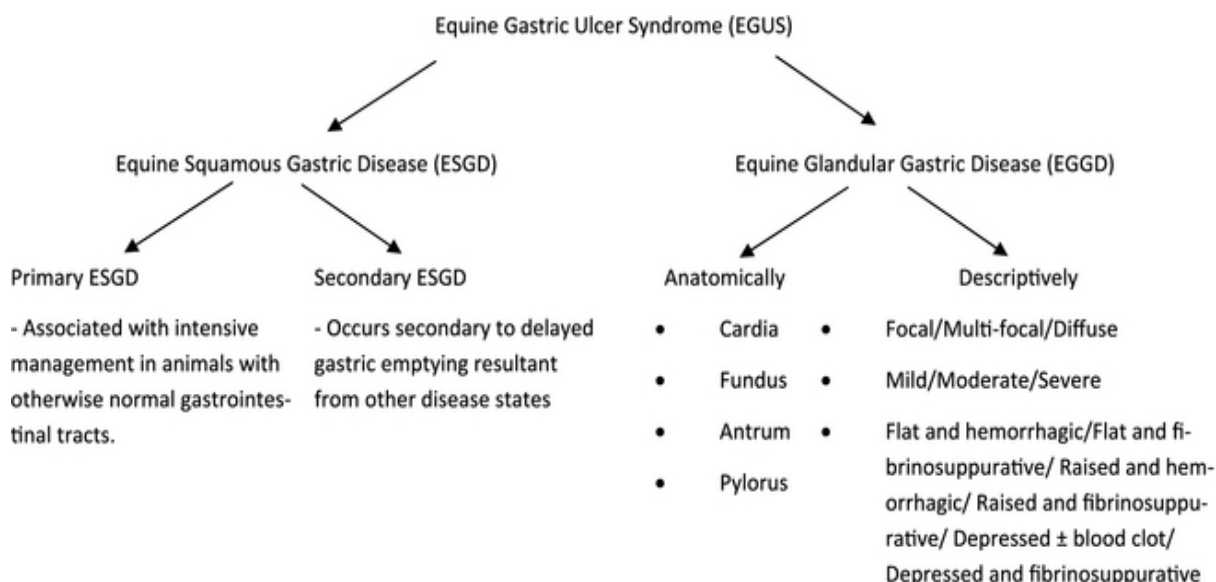 Equine Gastric Ulcer Syndrome (EGUS)
Equine Squamous Gastric Disease (ESGD)
Equine Glandular Gastric Disease (EGGD)
Primary ESGD
- Associated with intensive
management in animals with
otherwise normal gastrointes-
tinal tracts.
Secondary ESGD
- Occurs secondary to delayed
gastric emptying resultant
from other disease states
Anatomically
• Cardia
• Fundus
• Antrum
• Pylorus
Descriptively
• Focal/Multi-focal/Diffuse
• Mild/Moderate/Severe
• Flat and hemorrhagic/Flat and fi-
brinosuppurative/ Raised and hem-
orrhagic/ Raised and fibrinosuppu-
rative/ Depressed ± blood clot/
Depressed and fibrinosuppurative